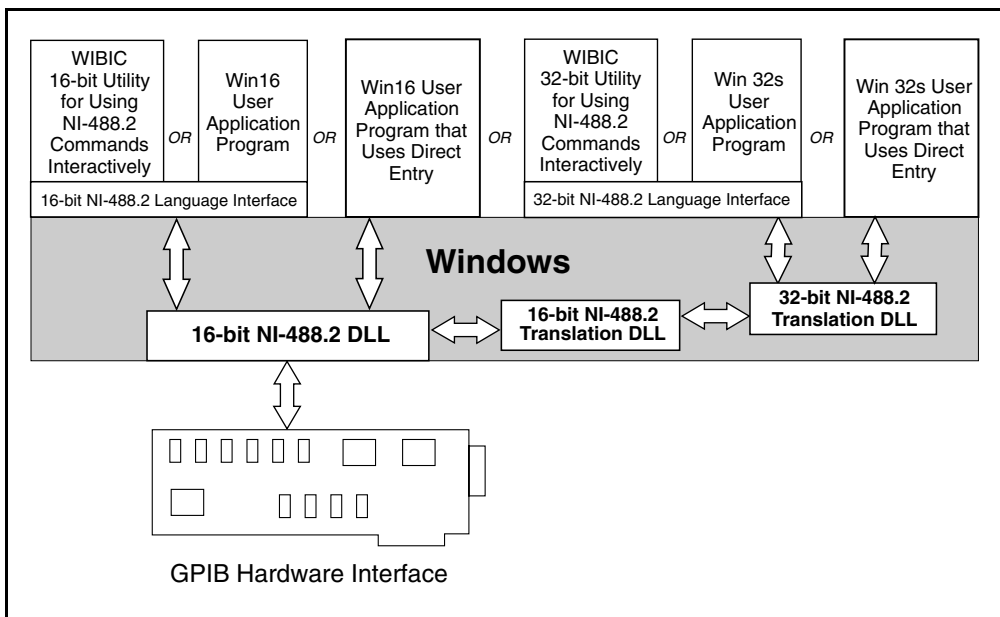 WIBIC
16-bit Utility
for Using
NI-488.2
Commands
Interactively
OR
Win16
User
Application
Program
OR
Win16 User
Application
Program that
Uses Direct
Entry
OR
WIBIC
32-bit Utility
for Using
NI-488.2
Commands
Interactively
OR
Win 32s
User
Application
Program
OR
Win 32s User
Application
Program that
Uses Direct
Entry
16-bit NI-488.2 Language Interface
32-bit NI-488.2 Language Interface
Windows
16-bit NI-488.2 DLL
16-bit NI-488.2
Translation DLL
32-bit NI-488.2
Translation DLL
GPIB Hardware Interface